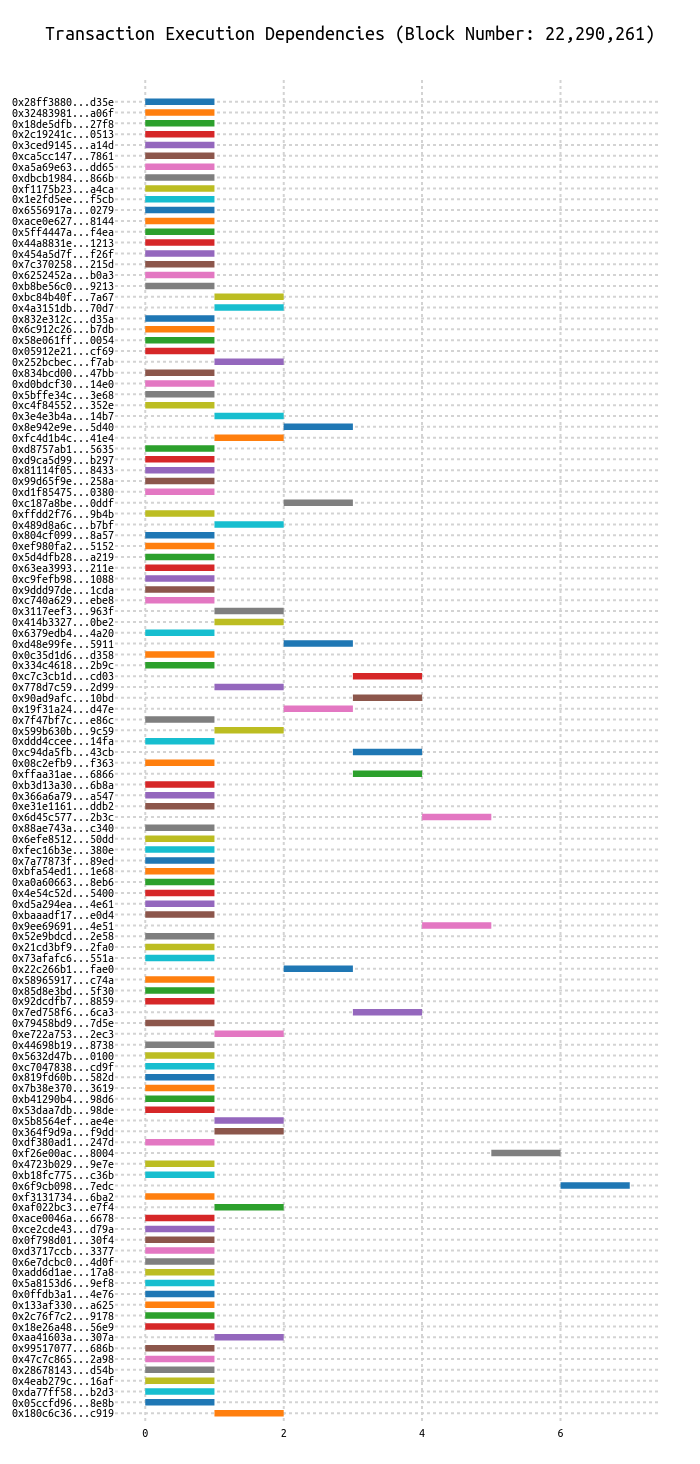 Transaction Execution Dependencies (Block Number: 22,290,261)
0x28ff3880...d35e
0x32483981...a06f
0x18de5dfb...27f8
0x2c19241c...0513
0x3ced9145...a14d
0xca5cc147...7861
0xa5a69e63...dd65
0xdbcb1984...866b
0xf1175b23...a4ca
0x1e2fd5ee...f5cb
0x6556917a...0279
0xace0e627...8144
0x5ff4447a...f4ea
0x44a8831e...1213
0x454a5d7f...f26f
0x7c370258...215d
0x6252452a...b0a3
0xb8be56c0...9213
0xbc84b40f...7a67
0x4a3151db...70d7
0x832e312c...d35a
0x6c912c26...b7db
0x58e061ff...0054
0x05912e21...cf69
0x252bcbec...f7ab
0x834bcd00...47bb
0xd0bdcf30...14e0
0x5bffe34c...3e68
0xc4f84552...352e
0x3e4e3b4a...14b7
0x8e942e9e...5d40
0xfc4d1b4c...41e4
0xd8757ab1...5635
0xd9ca5d99...b297
0x81114f05...8433
0x99d65f9e...258a
0xd1f85475...0380
0xc187a8be...0ddf
0xffdd2f76...9b4b
0x489d8a6c...b7bf
0x804cf099...8a57
0xef980fa2...5152
0x5d4dfb28...a219
0x63ea3993...211e
0xc9fefb98...1088
0x9ddd97de...1cda
0xc740a629...ebe8
0x3117eef3...963f
0x414b3327...0be2
0x6379edb4...4a20
0xd48e99fe...5911
0x0c35d1d6...d358
0x334c4618...2b9c
0xc7c3cb1d...cd03
0x778d7c59...2d99
0x90ad9afc...10bd
0x19f31a24...d47e
0x7f47bf7c...e86c
0x599b630b...9c59
0xddd4ccee...14fa
0xc94da5fb...43cb
0x08c2efb9...f363
0xffaa31ae...6866
0xb3d13a30...6b8a
0x366a6a79...a547
0xe31e1161...ddb2
0x6d45c577...2b3c
0x88ae743a...c340
0x6efe8512...50dd
0xfec16b3e...380e
0x7a77873f...89ed
0xbfa54ed1...1e68
0xa0a60663...8eb6
0x4e54c52d...5400
0xd5a294ea...4e61
0xbaaadf17...e0d4
0x9ee69691...4e51
0x52e9bdcd...2e58
0x21cd3bf9...2fa0
0x73afafc6...551a
0x22c266b1...fae0
0x58965917...c74a
0x85d8e3bd...5f30
0x92dcdfb7...8859
0x7ed758f6...6ca3
0x79458bd9...7d5e
0xe722a753...2ec3
0x44698b19...8738
0x5632d47b...0100
0xc7047838...cd9f
0x819fd60b...582d
0x7b38e370...3619
0xb41290b4...98d6
0x53daa7db...98de
0x5b8564ef...ae4e
0x364f9d9a...f9dd
0xdf380ad1...247d
0xf26e00ac...8004
0x4723b029...9e7e
0xb18fc775...c36b
0x6f9cb098...7edc
0xf3131734...6ba2
0xaf022bc3...e7f4
0xace0046a...6678
0xce2cde43...d79a
0x0f798d01...30f4
0xd3717ccb...3377
0x6e7dcbc0...4d0f
0xadd6d1ae...17a8
0x5a8153d6...9ef8
0x0ffdb3a1...4e76
0x133af330...a625
0x2c76f7c2...9178
0x18e26a48...56e9
0xaa41603a...307a
0x99517077...686b
0x47c7c865...2a98
0x28678143...d54b
0x4eab279c...16af
0xda77ff58...b2d3
0x05ccfd96...8e8b
0x180c6c36...c919
0 2 4 6